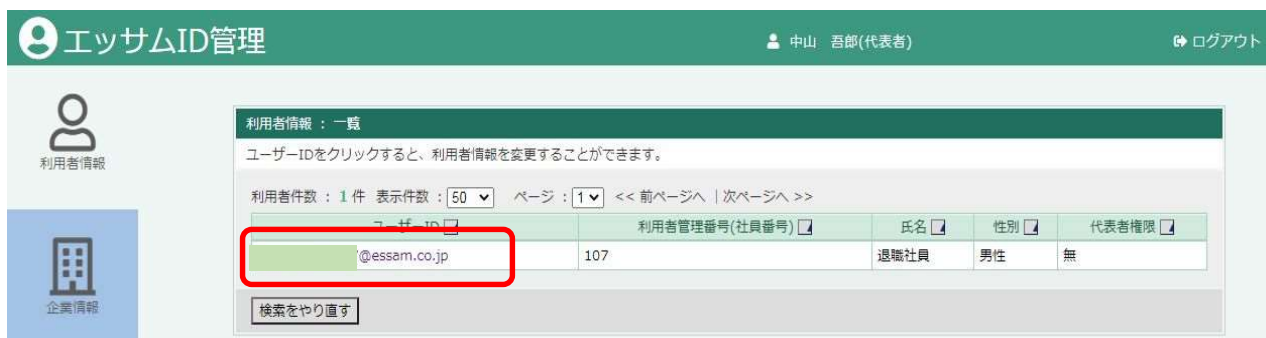 エッサムID管理
中山 吾郎(代表者)
ログアウト
利用者情報
企業情報
利用者情報 : 一覧
ユーザーIDをクリックすると、利用者情報を変更することができます。
利用者件数 : 1 件 表示件数 : 50 ページ : 1 << 前ページへ | 次ページへ >>
ユーザーID 利用者管理番号(社員番号) 氏名 性別 代表者権限
@essam.co.jp 107 退職社員 男性 無
検索をやり直す